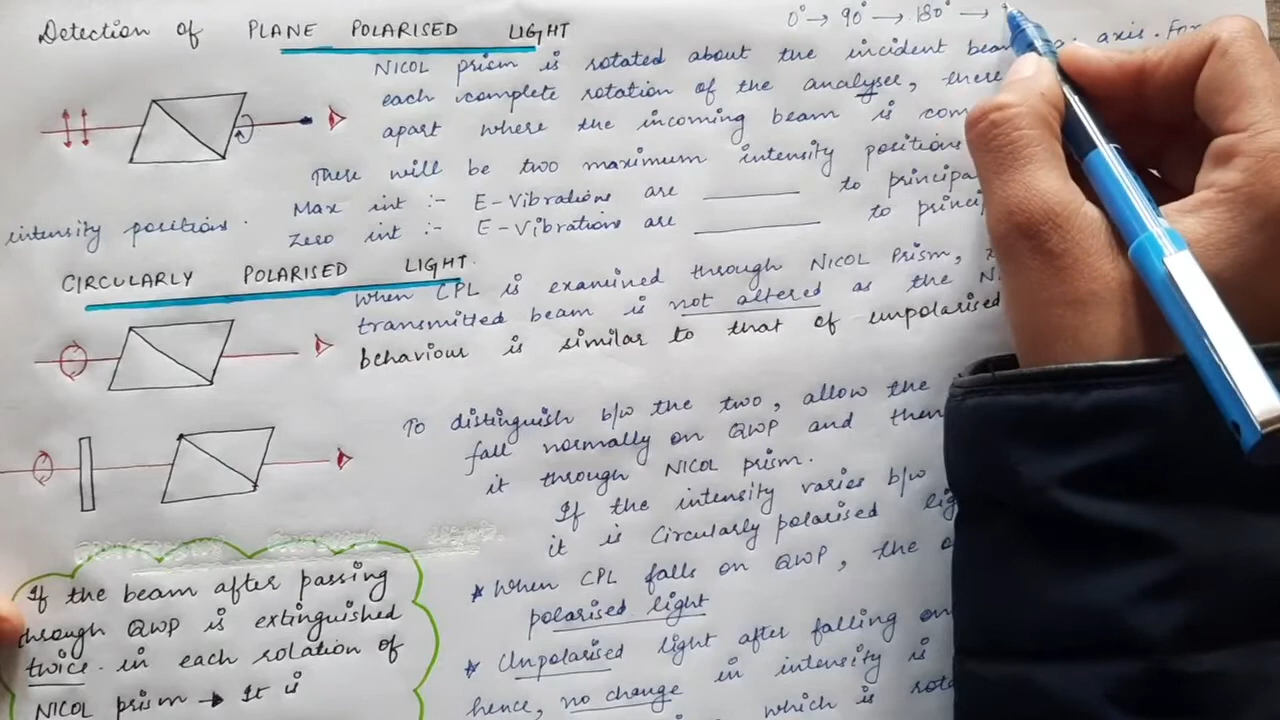 Detection of PLANE POLARISED LIGHT
0° → 90° → 180° →
NICOL prism is rotated about the incident beam as axis. For
each complete rotation of the analyser, there
apart where the incoming beam is com
There will be two maximum intensity positions
Max int :- E-Vibrations are ________ to principa
intensity positions.
Zero int :- E-Vibrations are ________ to princip
CIRCULARLY POLARISED LIGHT.
When CPL is examined through NICOL Prism,
transmitted beam is not altered as the N
behaviour is similar to that of unpolarised
To distinguish b/w the two, allow the
fall normally on QWP and then
it through NICOL prism.
If the intensity varies b/w
it is Circularly polarised lig
* When CPL falls on QWP, the
polarised light
* Unpolarised light after falling on
hence, no change in intensity is
which is rota
If the beam after passing
through QWP is extinguished
twice in each rotation of
NICOL prism → It is